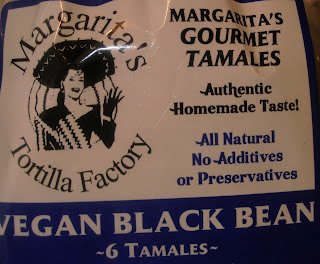 Margarita's
Tortilla Factory
MARGARITA'S
GOURMET
TAMALES
Authentic
Homemade Taste!
All Natural
No Additives
or Preservatives
VEGAN BLACK BEAN
~6 TAMALES~